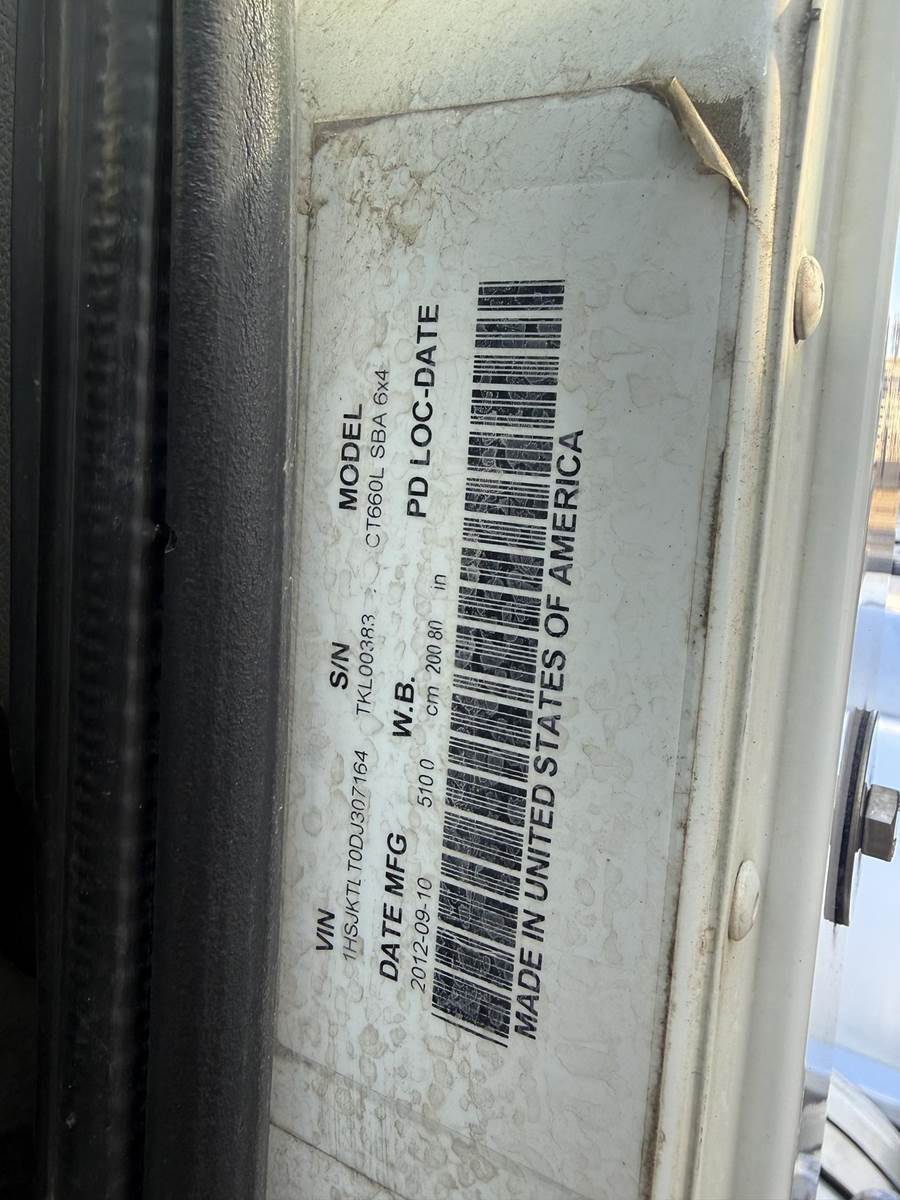 VIN S/N MODEL
1HSJKTLT0DJ307164 TKL00383 CT660L SBA 6x4
DATE MFG W.B. PD LOC-DATE
2012-09-10 510 0 cm 200 80 in
MADE IN UNITED STATES OF AMERICA